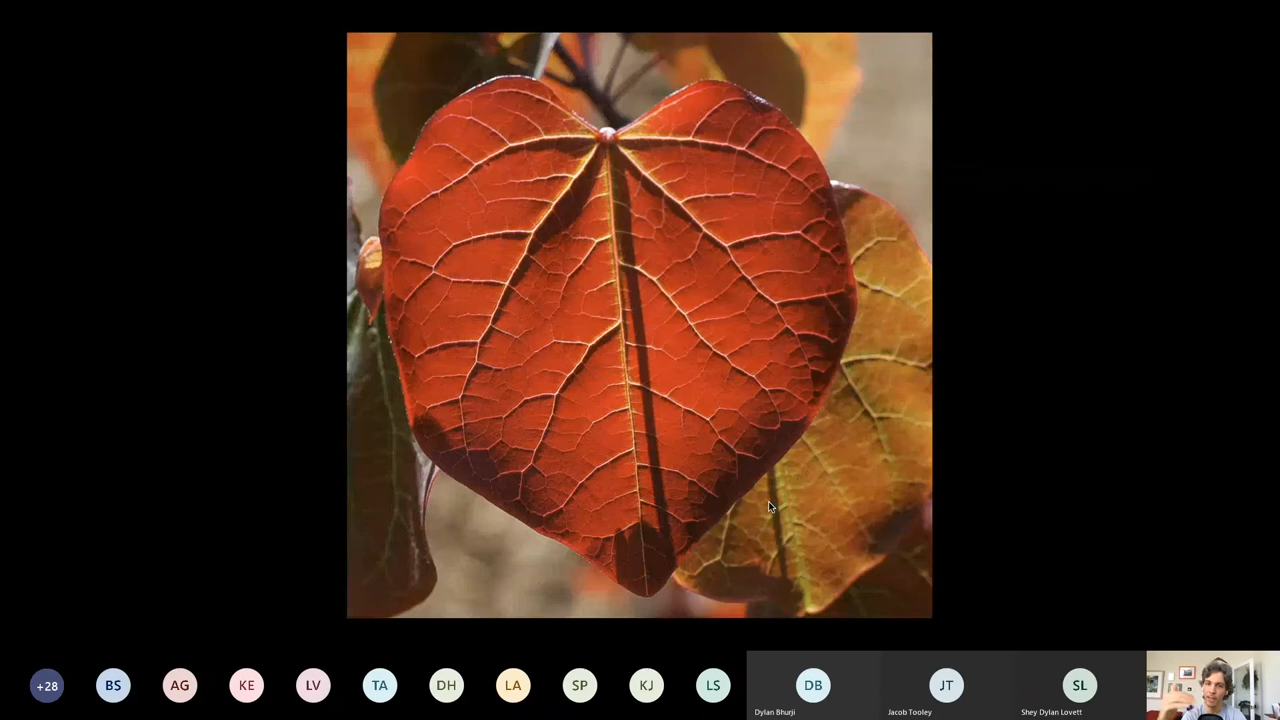 +28 BS AG KE LV TA DH LA SP KJ LS DB JT SL
Dylan Bhurji Jacob Tooley Shey Dylan Lovett